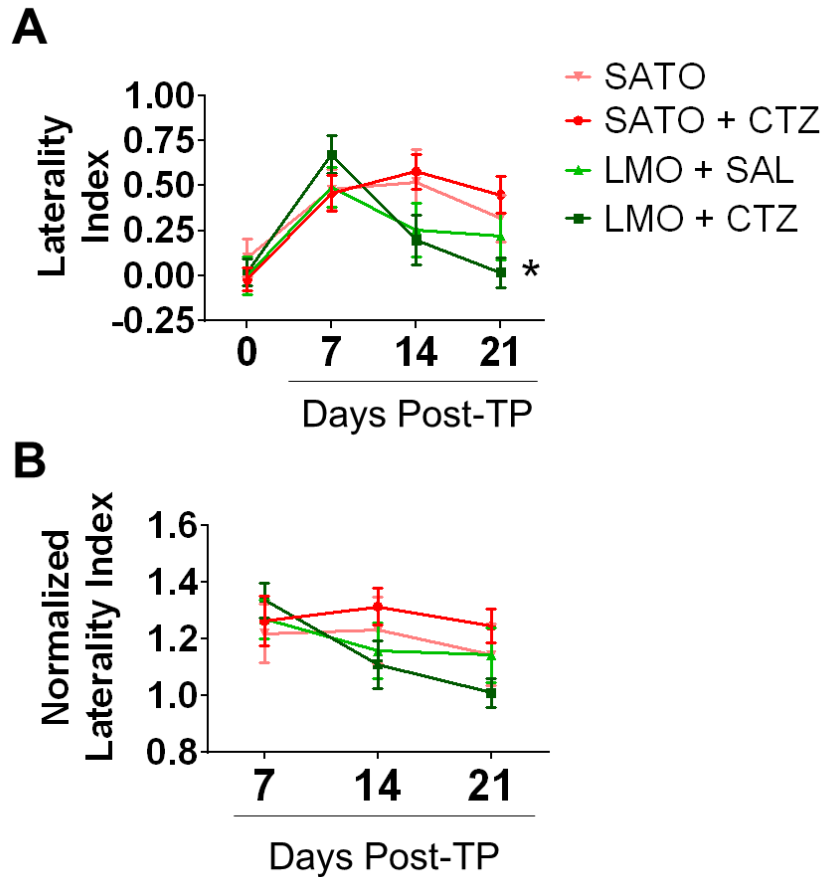 A
Laterality
Index
1.00
0.75
0.50
0.25
0.00
-0.25
0 7 14 21
Days Post-TP
*
SATO
SATO + CTZ
LMO + SAL
LMO + CTZ
B
Normalized
Laterality Index
1.6
1.4
1.2
1.0
0.8
7 14 21
Days Post-TP